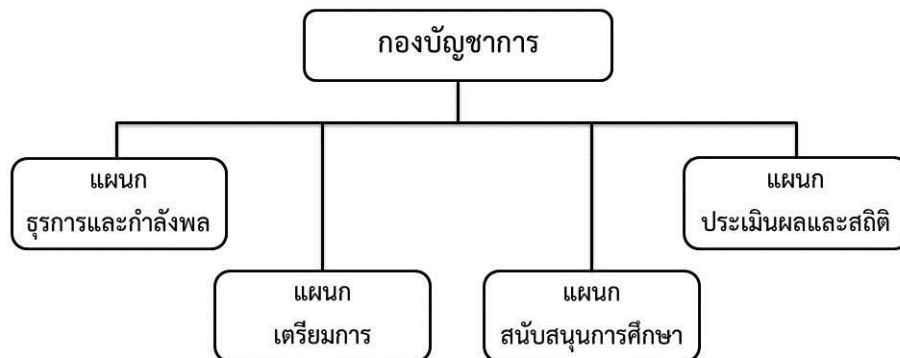 กองบัญชาการ
แผนก
ธุรการและกำลังพล
แผนก
ประเมินผลและสถิติ
แผนก
เตรียมการ
แผนก
สนับสนุนการศึกษา